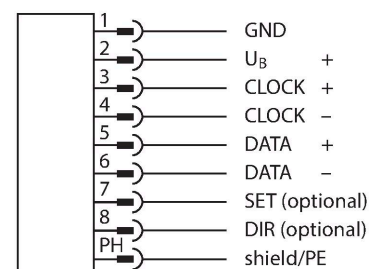 1 GND
2 U_B +
3 CLOCK +
4 CLOCK –
5 DATA +
6 DATA –
7 SET (optional)
8 DIR (optional)
PH shield/PE